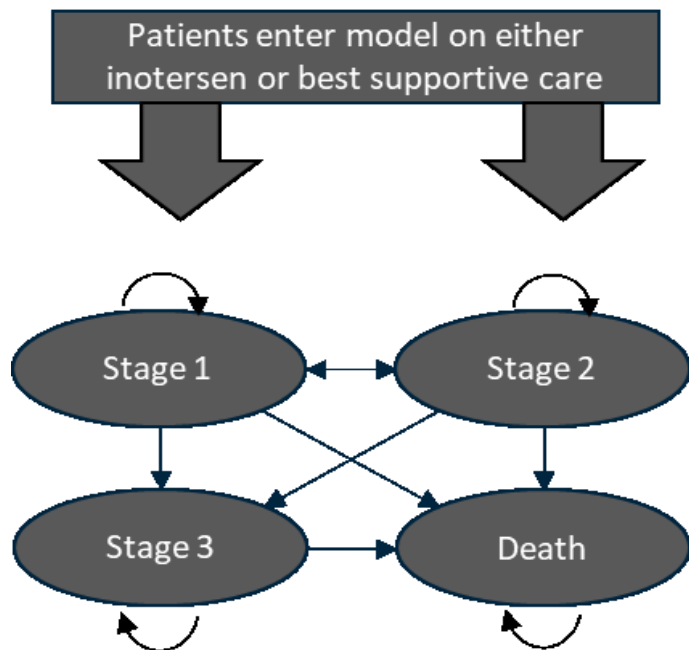 Patients enter model on either
inotersen or best supportive care
Stage 1
Stage 2
Stage 3
Death